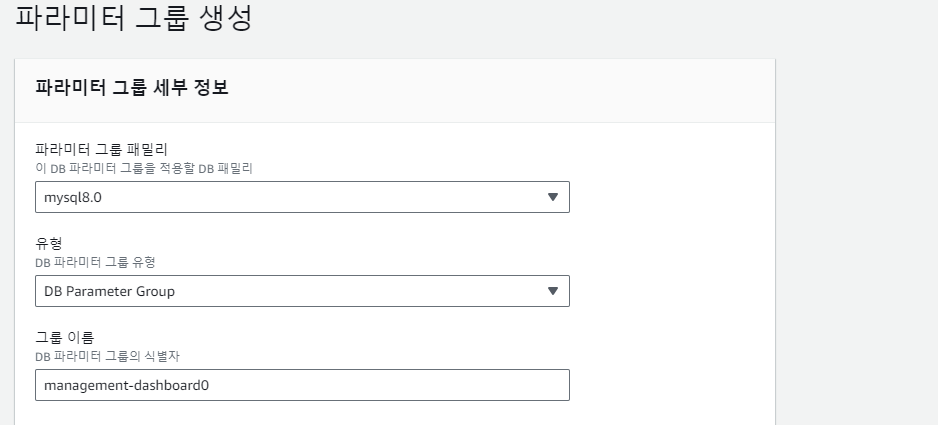 파라미터 그룹 생성
파라미터 그룹 세부 정보
파라미터 그룹 패밀리
이 DB 파라미터 그룹을 적용할 DB 패밀리
mysql8.0
유형
DB 파라미터 그룹 유형
DB Parameter Group
그룹 이름
DB 파라미터 그룹의 식별자
management-dashboard0